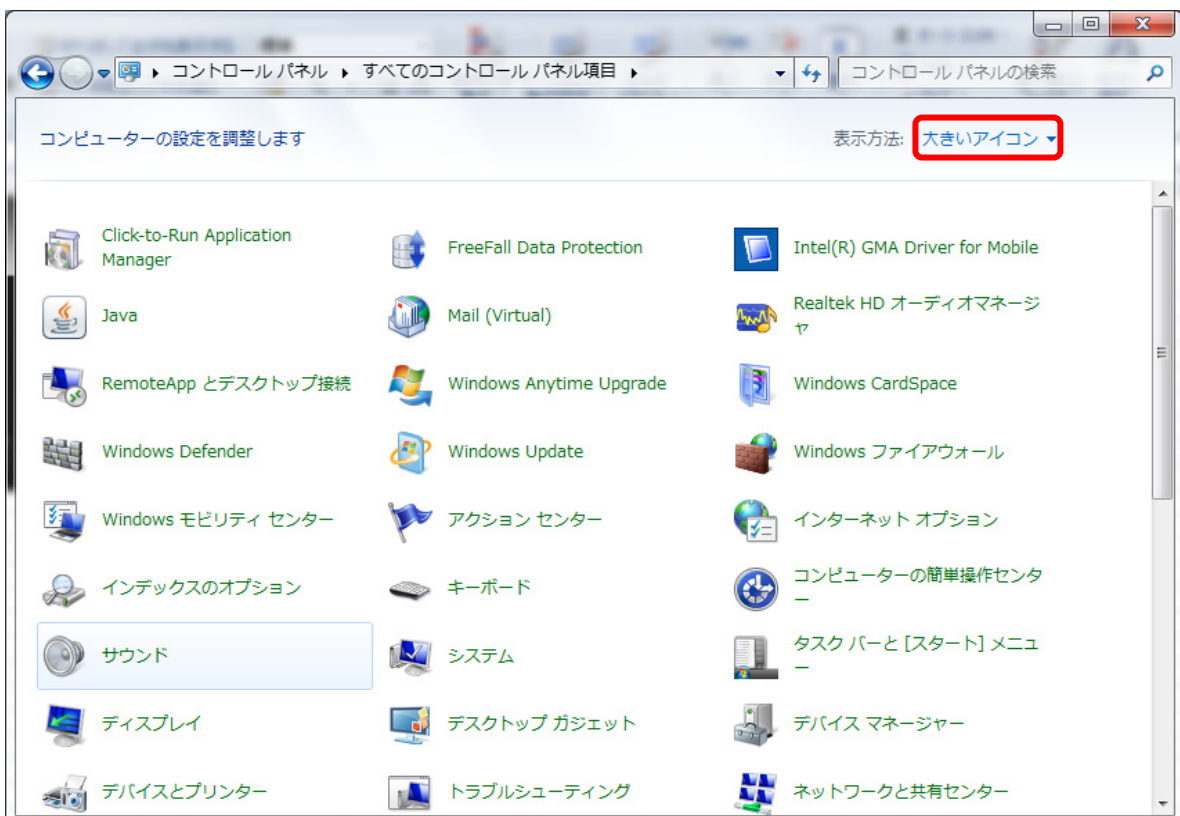 コントロール パネル ▸ すべてのコントロール パネル項目 ▸
コントロール パネルの検索
コンピューターの設定を調整します
表示方法: 大きいアイコン
Click-to-Run Application
Manager
FreeFall Data Protection
Intel(R) GMA Driver for Mobile
Java
Mail (Virtual)
Realtek HD オーディオマネージ
ャ
RemoteApp とデスクトップ接続
Windows Anytime Upgrade
Windows CardSpace
Windows Defender
Windows Update
Windows ファイアウォール
Windows モビリティ センター
アクション センター
インターネット オプション
インデックスのオプション
キーボード
コンピューターの簡単操作センタ
ー
サウンド
システム
タスク バーと [スタート] メニュ
ー
ディスプレイ
デスクトップ ガジェット
デバイス マネージャー
デバイスとプリンター
トラブルシューティング
ネットワークと共有センター